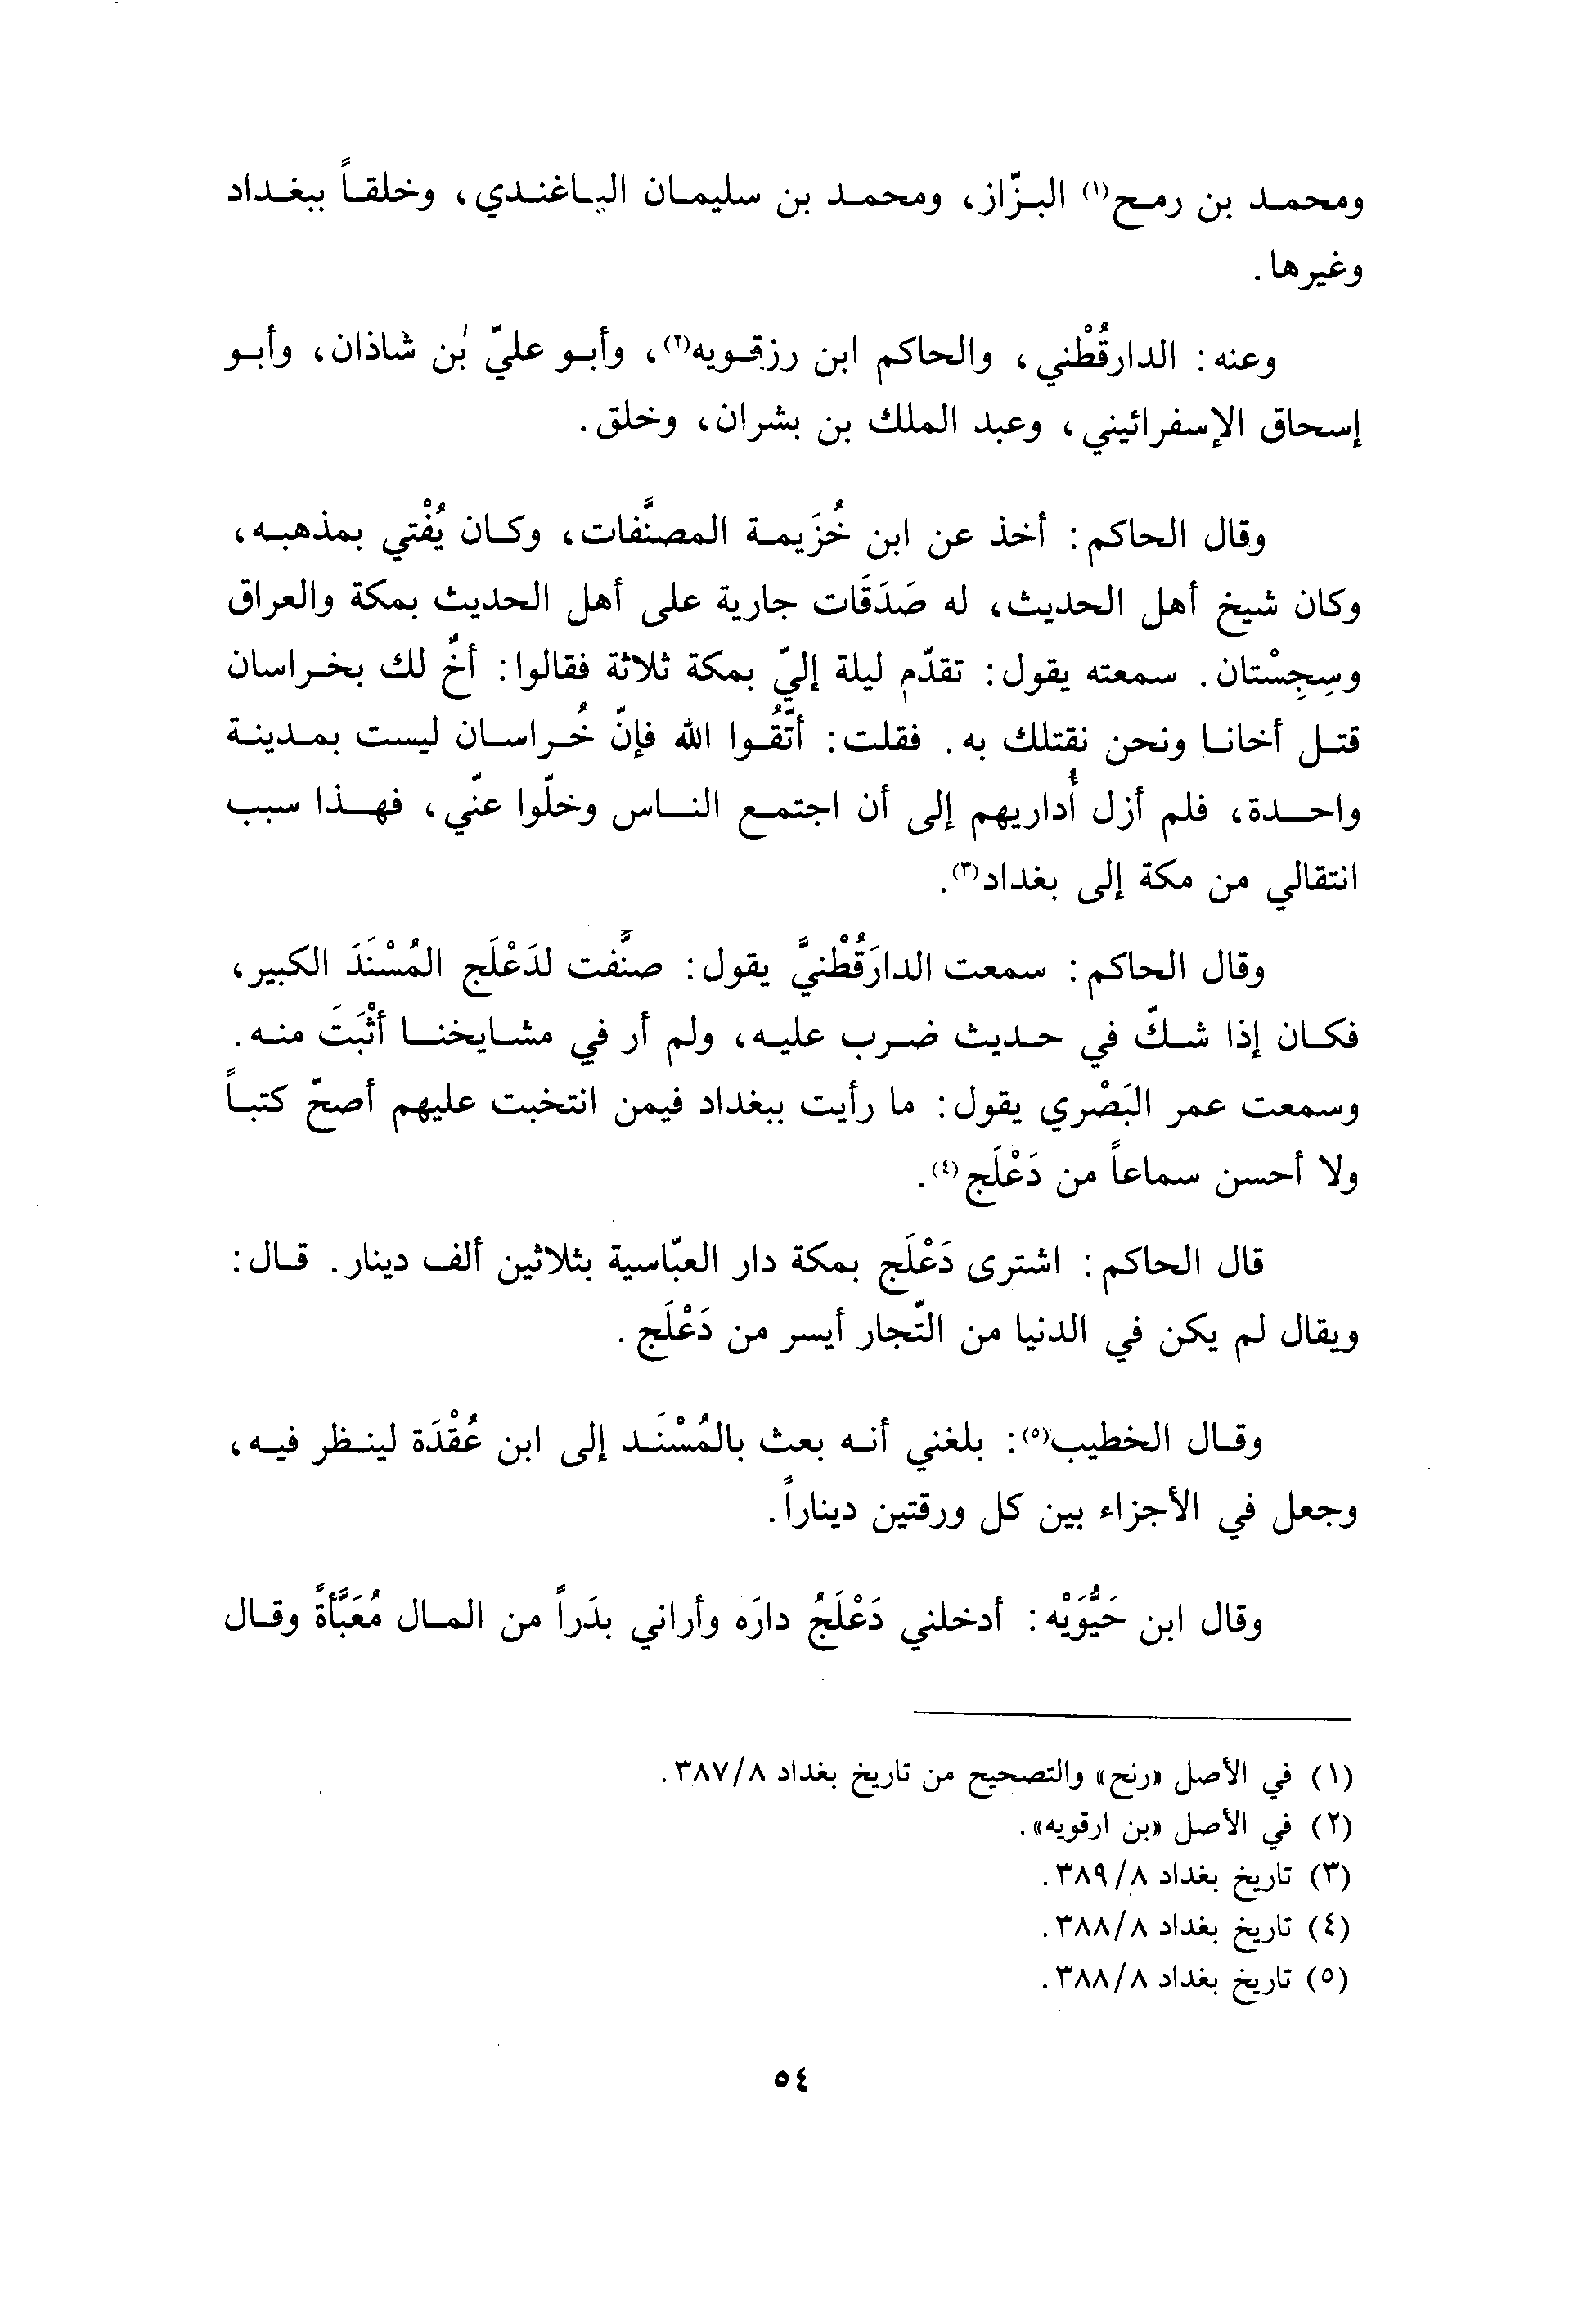 ومحمد بن رمح(١) البزّاز، ومحمد بن سليمان الباغندي، وخلقاً ببغداد
وغيرها.
وعنه: الدارقُطْني، والحاكم ابن رزقويه(٢)، وأبو عليّ بُن شاذان، وأبو
إسحاق الإسفرائيني، وعبد الملك بن بشران، وخلق.
وقال الحاكم: أخذ عن ابن خُزَيمة المصنَّفات، وكان يُفْتي بمذهبه،
وكان شيخ أهل الحديث، له صَدَقَات جارية على أهل الحديث بمكة والعراق
وسِجِسْتان. سمعته يقول: تقدّم ليلة إليّ بمكة ثلاثة فقالوا: أخٌ لك بخراسان
قتل أخانا ونحن نقتلك به. فقلت: أتَّقُوا الله فإنّ خُراسان ليست بمدينة
واحدة، فلم أزل أُداريهم إلى أن اجتمع الناس وخلّوا عنّي، فهذا سبب
انتقالي من مكة إلى بغداد(٣).
وقال الحاكم: سمعت الدارَقُطْنيَّ يقول: صنَّفت لدَعْلَج المُسْنَدَ الكبير،
فكان إذا شكّ في حديث ضرب عليه، ولم أر في مشايخنا أثْبَتَ منه.
وسمعت عمر البَصْري يقول: ما رأيت ببغداد فيمن انتخبت عليهم أصحّ كتباً
ولا أحسن سماعاً من دَعْلَج(٤).
قال الحاكم: اشترى دَعْلَج بمكة دار العبّاسية بثلاثين ألف دينار. قال:
ويقال لم يكن في الدنيا من التّجار أيسر من دَعْلَج.
وقال الخطيب(٥): بلغني أنه بعث بالمُسْنَد إلى ابن عُقْدَة لينظر فيه،
وجعل في الأجزاء بين كل ورقتين ديناراً.
وقال ابن حَيُّوَيْه: أدخلني دَعْلَجُ دارَه وأراني بدَراً من المال مُعَبَّأةً وقال
(١) في الأصل «رنح» والتصحيح من تاريخ بغداد ٣٨٧/٨.
(٢) في الأصل «بن ارقويه».
(٣) تاريخ بغداد ٣٨٩/٨.
(٤) تاريخ بغداد ٣٨٨/٨.
(٥) تاريخ بغداد ٣٨٨/٨.
٥٤